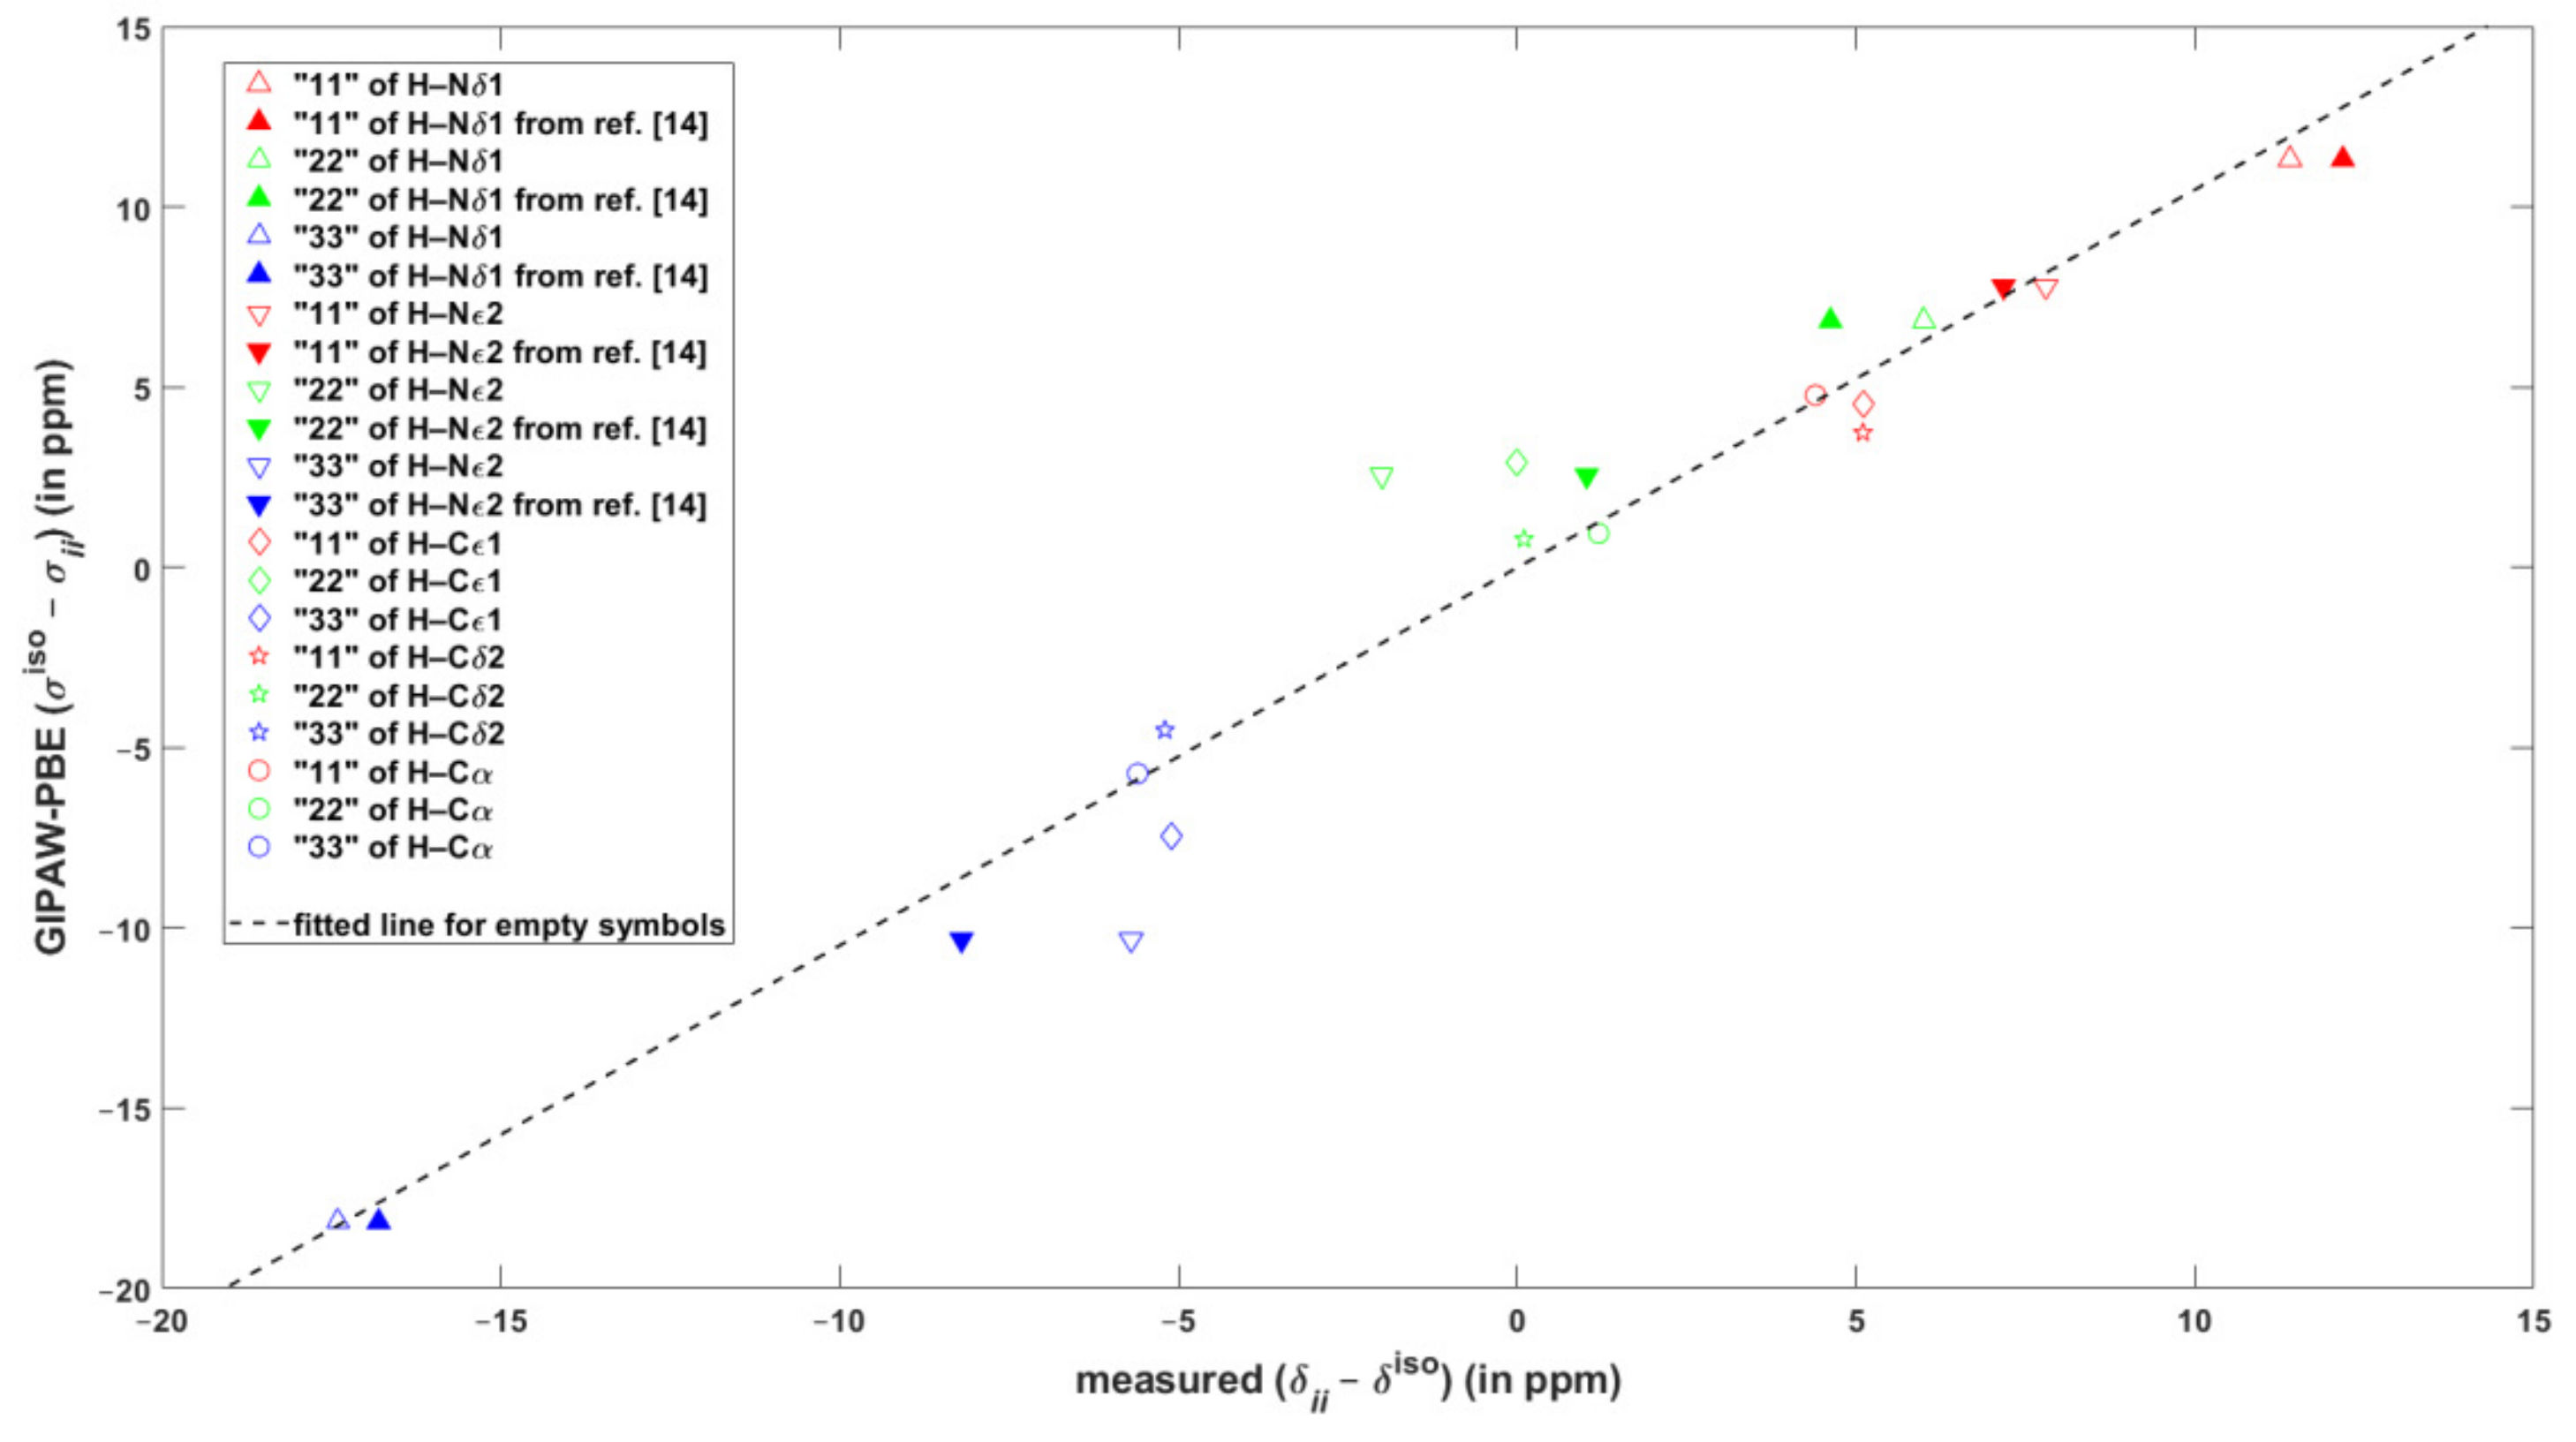 15
10
5
0
−5
−10
−15
−20
GIPAW-PBE (σ^iso − σ_ii) (in ppm)
"11" of H–Nδ1
"11" of H–Nδ1 from ref. [14]
"22" of H–Nδ1
"22" of H–Nδ1 from ref. [14]
"33" of H–Nδ1
"33" of H–Nδ1 from ref. [14]
"11" of H–Nϵ2
"11" of H–Nϵ2 from ref. [14]
"22" of H–Nϵ2
"22" of H–Nϵ2 from ref. [14]
"33" of H–Nϵ2
"33" of H–Nϵ2 from ref. [14]
"11" of H–Cϵ1
"22" of H–Cϵ1
"33" of H–Cϵ1
"11" of H–Cδ2
"22" of H–Cδ2
"33" of H–Cδ2
"11" of H–Cα
"22" of H–Cα
"33" of H–Cα
fitted line for empty symbols
−20 −15 −10 −5 0 5 10 15
measured (δ_ii − δ^iso) (in ppm)